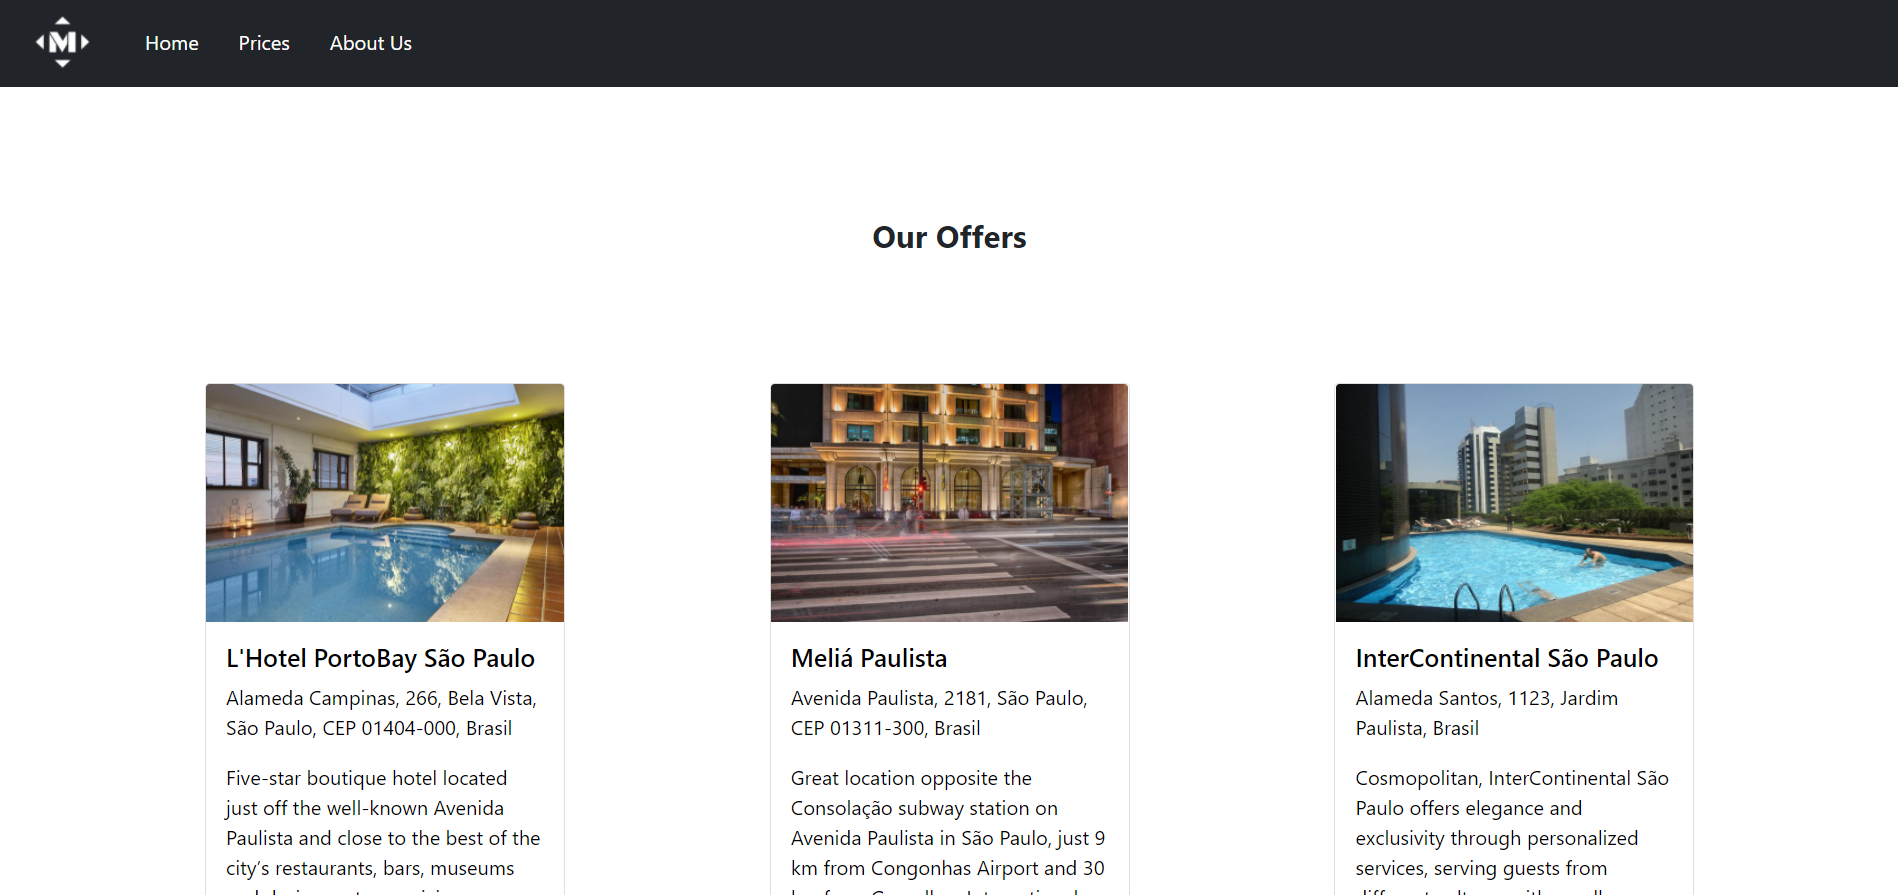 M
Home
Prices
About Us
Our Offers
L'Hotel PortoBay São Paulo
Alameda Campinas, 266, Bela Vista,
São Paulo, CEP 01404-000, Brasil
Five-star boutique hotel located
just off the well-known Avenida
Paulista and close to the best of the
city’s restaurants, bars, museums
Meliá Paulista
Avenida Paulista, 2181, São Paulo,
CEP 01311-300, Brasil
Great location opposite the
Consolação subway station on
Avenida Paulista in São Paulo, just 9
km from Congonhas Airport and 30
InterContinental São Paulo
Alameda Santos, 1123, Jardim
Paulista, Brasil
Cosmopolitan, InterContinental São
Paulo offers elegance and
exclusivity through personalized
services, serving guests from